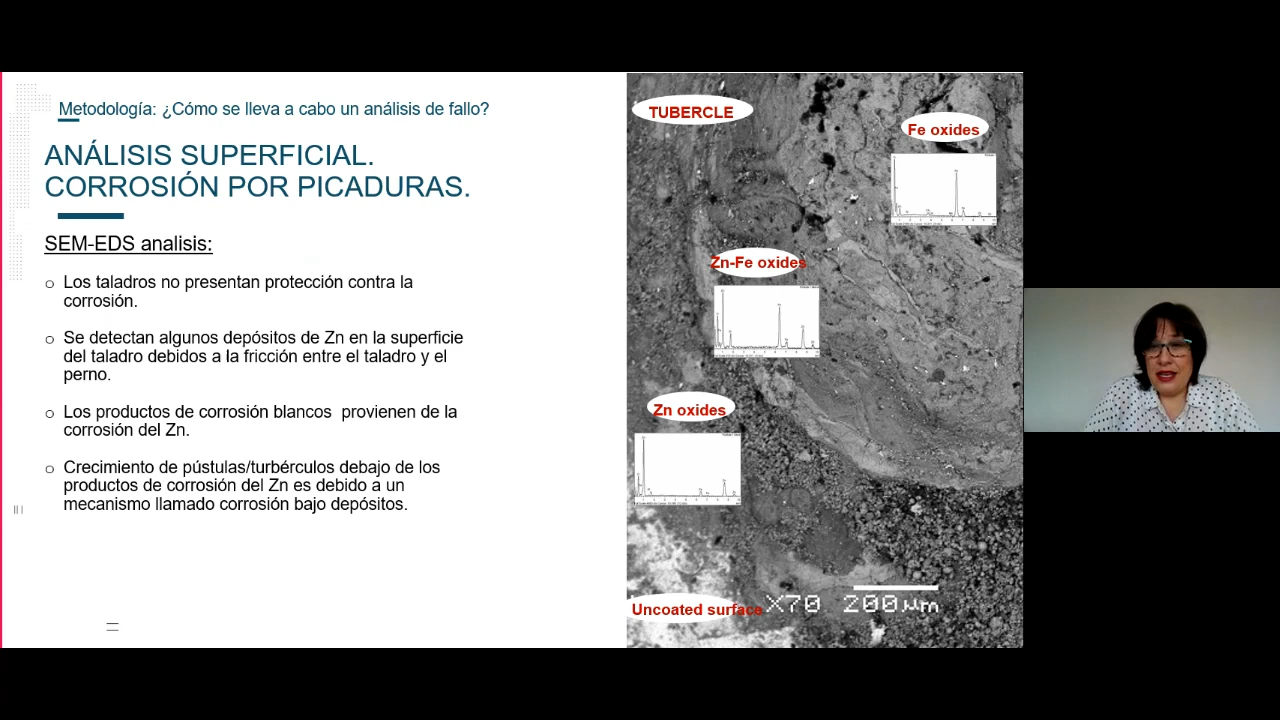 Metodología: ¿Cómo se lleva a cabo un análisis de fallo?
ANÁLISIS SUPERFICIAL.
CORROSIÓN POR PICADURAS.
SEM-EDS analisis:
o Los taladros no presentan protección contra la
corrosión.
o Se detectan algunos depósitos de Zn en la superficie
del taladro debidos a la fricción entre el taladro y el
perno.
o Los productos de corrosión blancos provienen de la
corrosión del Zn.
o Crecimiento de pústulas/turbérculos debajo de los
productos de corrosión del Zn es debido a un
mecanismo llamado corrosión bajo depósitos.
TUBERCLE
Fe oxides
Zn-Fe oxides
Zn oxides
Uncoated surface
X70 200µm